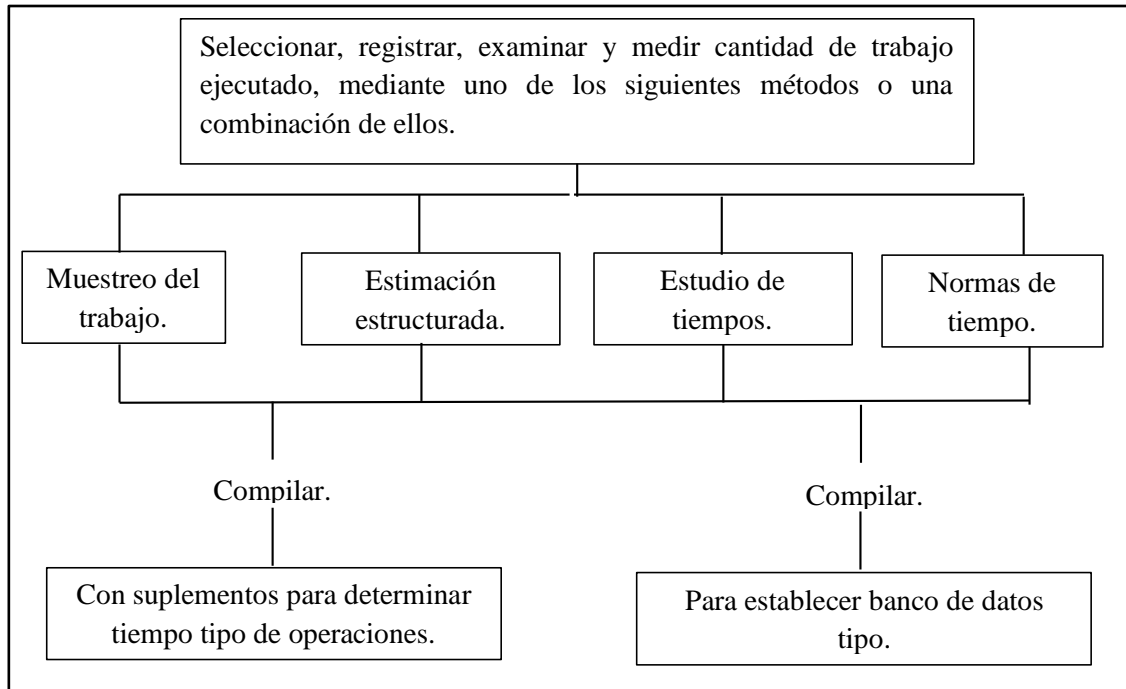 Seleccionar, registrar, examinar y medir cantidad de trabajo
ejecutado, mediante uno de los siguientes métodos o una
combinación de ellos.
Muestreo del
trabajo.
Estimación
estructurada.
Estudio de
tiempos.
Normas de
tiempo.
Compilar.
Compilar.
Con suplementos para determinar
tiempo tipo de operaciones.
Para establecer banco de datos
tipo.